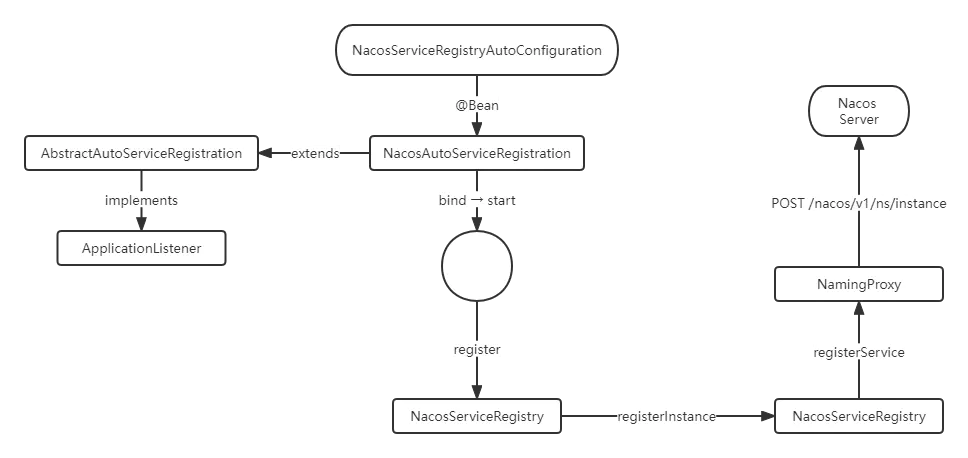 NacosServiceRegistryAutoConfiguration
@Bean
Nacos
Server
AbstractAutoServiceRegistration
extends
NacosAutoServiceRegistration
implements
bind → start
POST /nacos/v1/ns/instance
ApplicationListener
NamingProxy
register
registerService
NacosServiceRegistry
registerInstance
NacosServiceRegistry